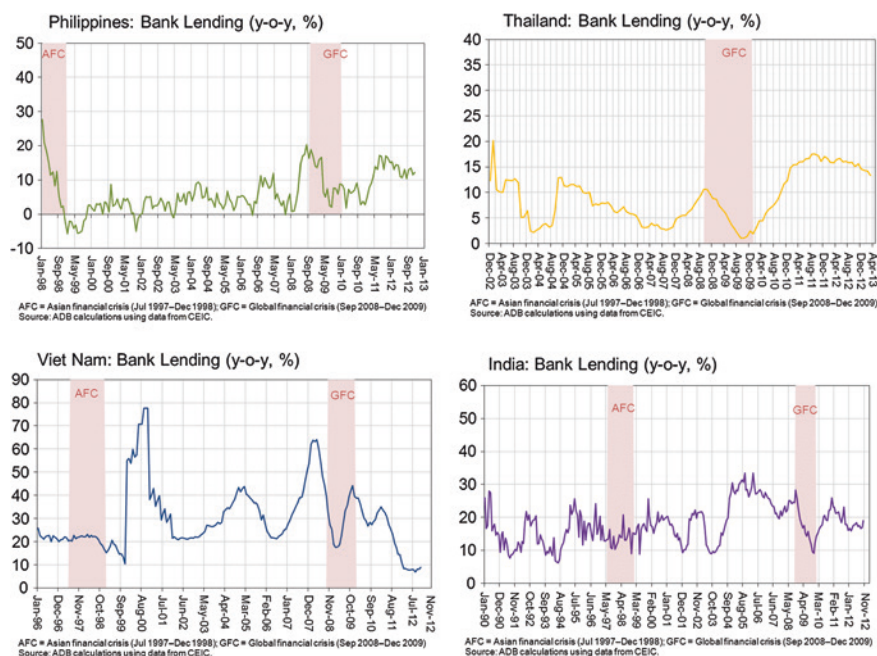 Philippines: Bank Lending (y-o-y, %)
50
40
30
20
10
0
-10
AFC
GFC
Jan-98
Sep-98
May-99
Jan-00
Sep-00
May-01
Jan-02
Sep-02
May-03
Jan-04
Sep-04
May-05
Jan-06
Sep-06
May-07
Jan-08
Sep-08
May-09
Jan-10
Sep-10
May-11
Jan-12
Sep-12
Jan-13
AFC = Asian financial crisis (Jul 1997–Dec 1998); GFC = Global financial crisis (Sep 2008–Dec 2009)
Source: ADB calculations using data from CEIC.
Thailand: Bank Lending (y-o-y, %)
40
35
30
25
20
15
10
5
0
GFC
Dec-02
Apr-03
Aug-03
Dec-03
Apr-04
Aug-04
Dec-04
Apr-05
Aug-05
Dec-05
Apr-06
Aug-06
Dec-06
Apr-07
Aug-07
Dec-07
Apr-08
Aug-08
Dec-08
Apr-09
Aug-09
Dec-09
Apr-10
Aug-10
Dec-10
Apr-11
Aug-11
Dec-11
Apr-12
Aug-12
Dec-12
Apr-13
AFC = Asian financial crisis (Jul 1997–Dec 1998); GFC = Global financial crisis (Sep 2008–Dec 2009)
Source: ADB calculations using data from CEIC.
Viet Nam: Bank Lending (y-o-y, %)
90
80
70
60
50
40
30
20
10
0
AFC
GFC
Jan-96
Dec-96
Nov-97
Oct-98
Sep-99
Aug-00
Jul-01
Jun-02
May-03
Apr-04
Mar-05
Feb-06
Jan-07
Dec-07
Nov-08
Oct-09
Sep-10
Aug-11
Jul-12
Nov-12
AFC = Asian financial crisis (Jul 1997–Dec 1998); GFC = Global financial crisis (Sep 2008–Dec 2009)
Source: ADB calculations using data from CEIC.
India: Bank Lending (y-o-y, %)
60
50
40
30
20
10
0
AFC
GFC
Jan-90
Dec-90
Nov-91
Oct-92
Sep-93
Aug-94
Jul-95
Jun-96
May-97
Apr-98
Mar-99
Feb-00
Jan-01
Dec-01
Nov-02
Oct-03
Sep-04
Aug-05
Jul-06
Jun-07
May-08
Apr-09
Mar-10
Feb-11
Jan-12
Nov-12
AFC = Asian financial crisis (Jul 1997–Dec 1998); GFC = Global financial crisis (Sep 2008–Dec 2009)
Source: ADB calculations using data from CEIC.